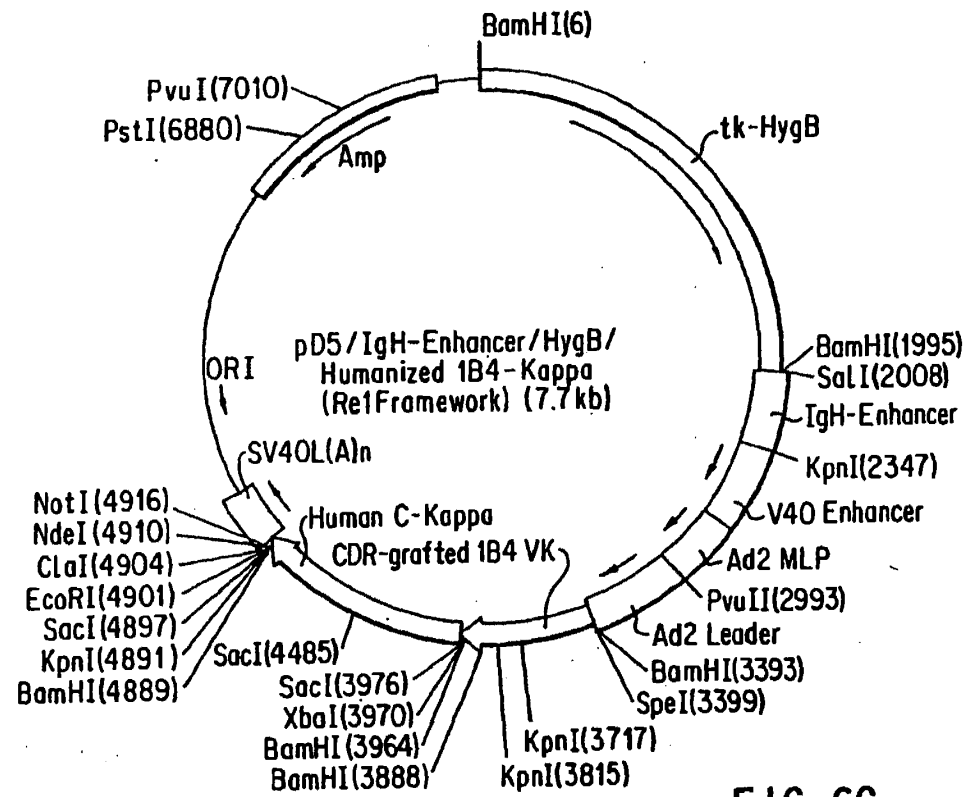 BamHI(6)
PvuI(7010)
PstI(6880)
Amp
tk-HygB
BamHI(1995)
SalI(2008)
IgH-Enhancer
KpnI(2347)
V40 Enhancer
Ad2 MLP
PvuII(2993)
Ad2 Leader
BamHI(3393)
SpeI(3399)
pD5/IgH-Enhancer/HygB/
Humanized 1B4-Kappa
(Re1Framework) (7.7kb)
ORI
SV40L(A)n
Human C-Kappa
CDR-grafted 1B4 VK
NotI(4916)
NdeI(4910)
ClaI(4904)
EcoRI(4901)
SacI(4897)
KpnI(4891)
BamHI(4889)
SacI(4485)
SacI(3976)
XbaI(3970)
BamHI(3964)
BamHI(3888)
KpnI(3717)
KpnI(3815)